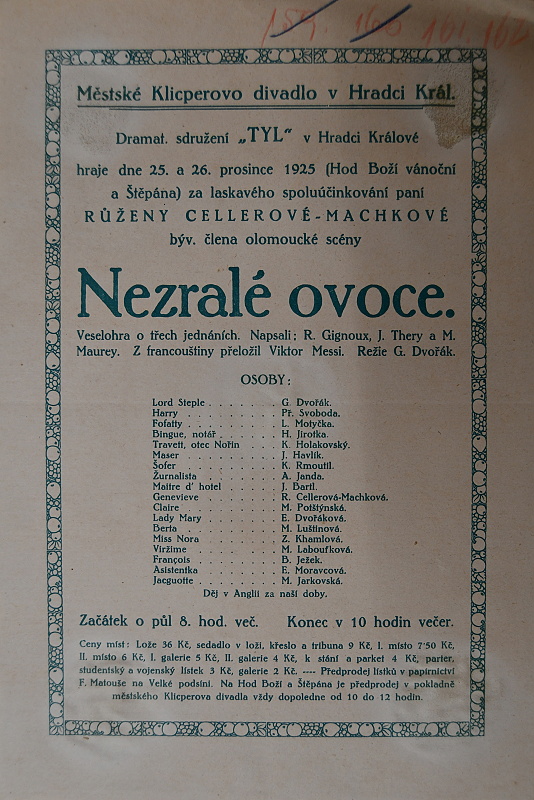 159. 160 161. 162
Městské Klicperovo divadlo v Hradci Král.
Dramat. sdružení „TYL“ v Hradci Králové
hraje dne 25. a 26. prosince 1925 (Hod Boží vánoční
a Štěpána) za laskavého spoluúčinkování paní
RŮŽENY CELLEROVÉ-MACHKOVÉ
býv. člena olomoucké scény
Nezralé ovoce.
Veselohra o třech jednáních. Napsali: R. Gignoux, J. Thery a M.
Maurey. Z francouštiny přeložil Viktor Messi. Režie G. Dvořák.
OSOBY:
Lord Steple . . . . . . . G. Dvořák.
Harry . . . . . . . . . Př. Svoboda.
Fofatty . . . . . . . . L. Motyčka.
Bingue, notář . . . . . . H. Jirotka.
Travett, otec Nořin . . . . K. Holakovský.
Maser . . . . . . . . . J. Havlík.
Šofer . . . . . . . . . K. Rmoutil.
Žurnalista . . . . . . . A. Janda.
Maitre d' hotel . . . . . J. Bartl.
Genevieve . . . . . . . R. Cellerová-Machková.
Claire . . . . . . . . . M. Potštýnská.
Lady Mary . . . . . . . E. Dvořáková.
Berta . . . . . . . . . M. Luštinová.
Miss Nora . . . . . . . Z. Khamlová.
Viržime . . . . . . . . M. Labouťková.
François . . . . . . . . B. Ježek.
Asistentka . . . . . . . E. Moravcová.
Jacguotte . . . . . . . M. Jarkovská.
Děj v Anglii za naší doby.
Začátek o půl 8. hod. več. Konec v 10 hodin večer.
Ceny míst: Lože 36 Kč, sedadlo v loži, křeslo a tribuna 9 Kč, I. místo 7'50 Kč,
II. místo 6 Kč, I. galerie 5 Kč, II. galerie 4 Kč, k stání a parket 4 Kč, parter,
studentský a vojenský lístek 3 Kč, galerie 2 Kč. ---- Předprodej lístků v papírnictví
F. Matouše na Velké podsíni. Na Hod Boží a Štěpána je předprodej v pokladně
městského Klicperova divadla vždy dopoledne od 10 do 12 hodin.